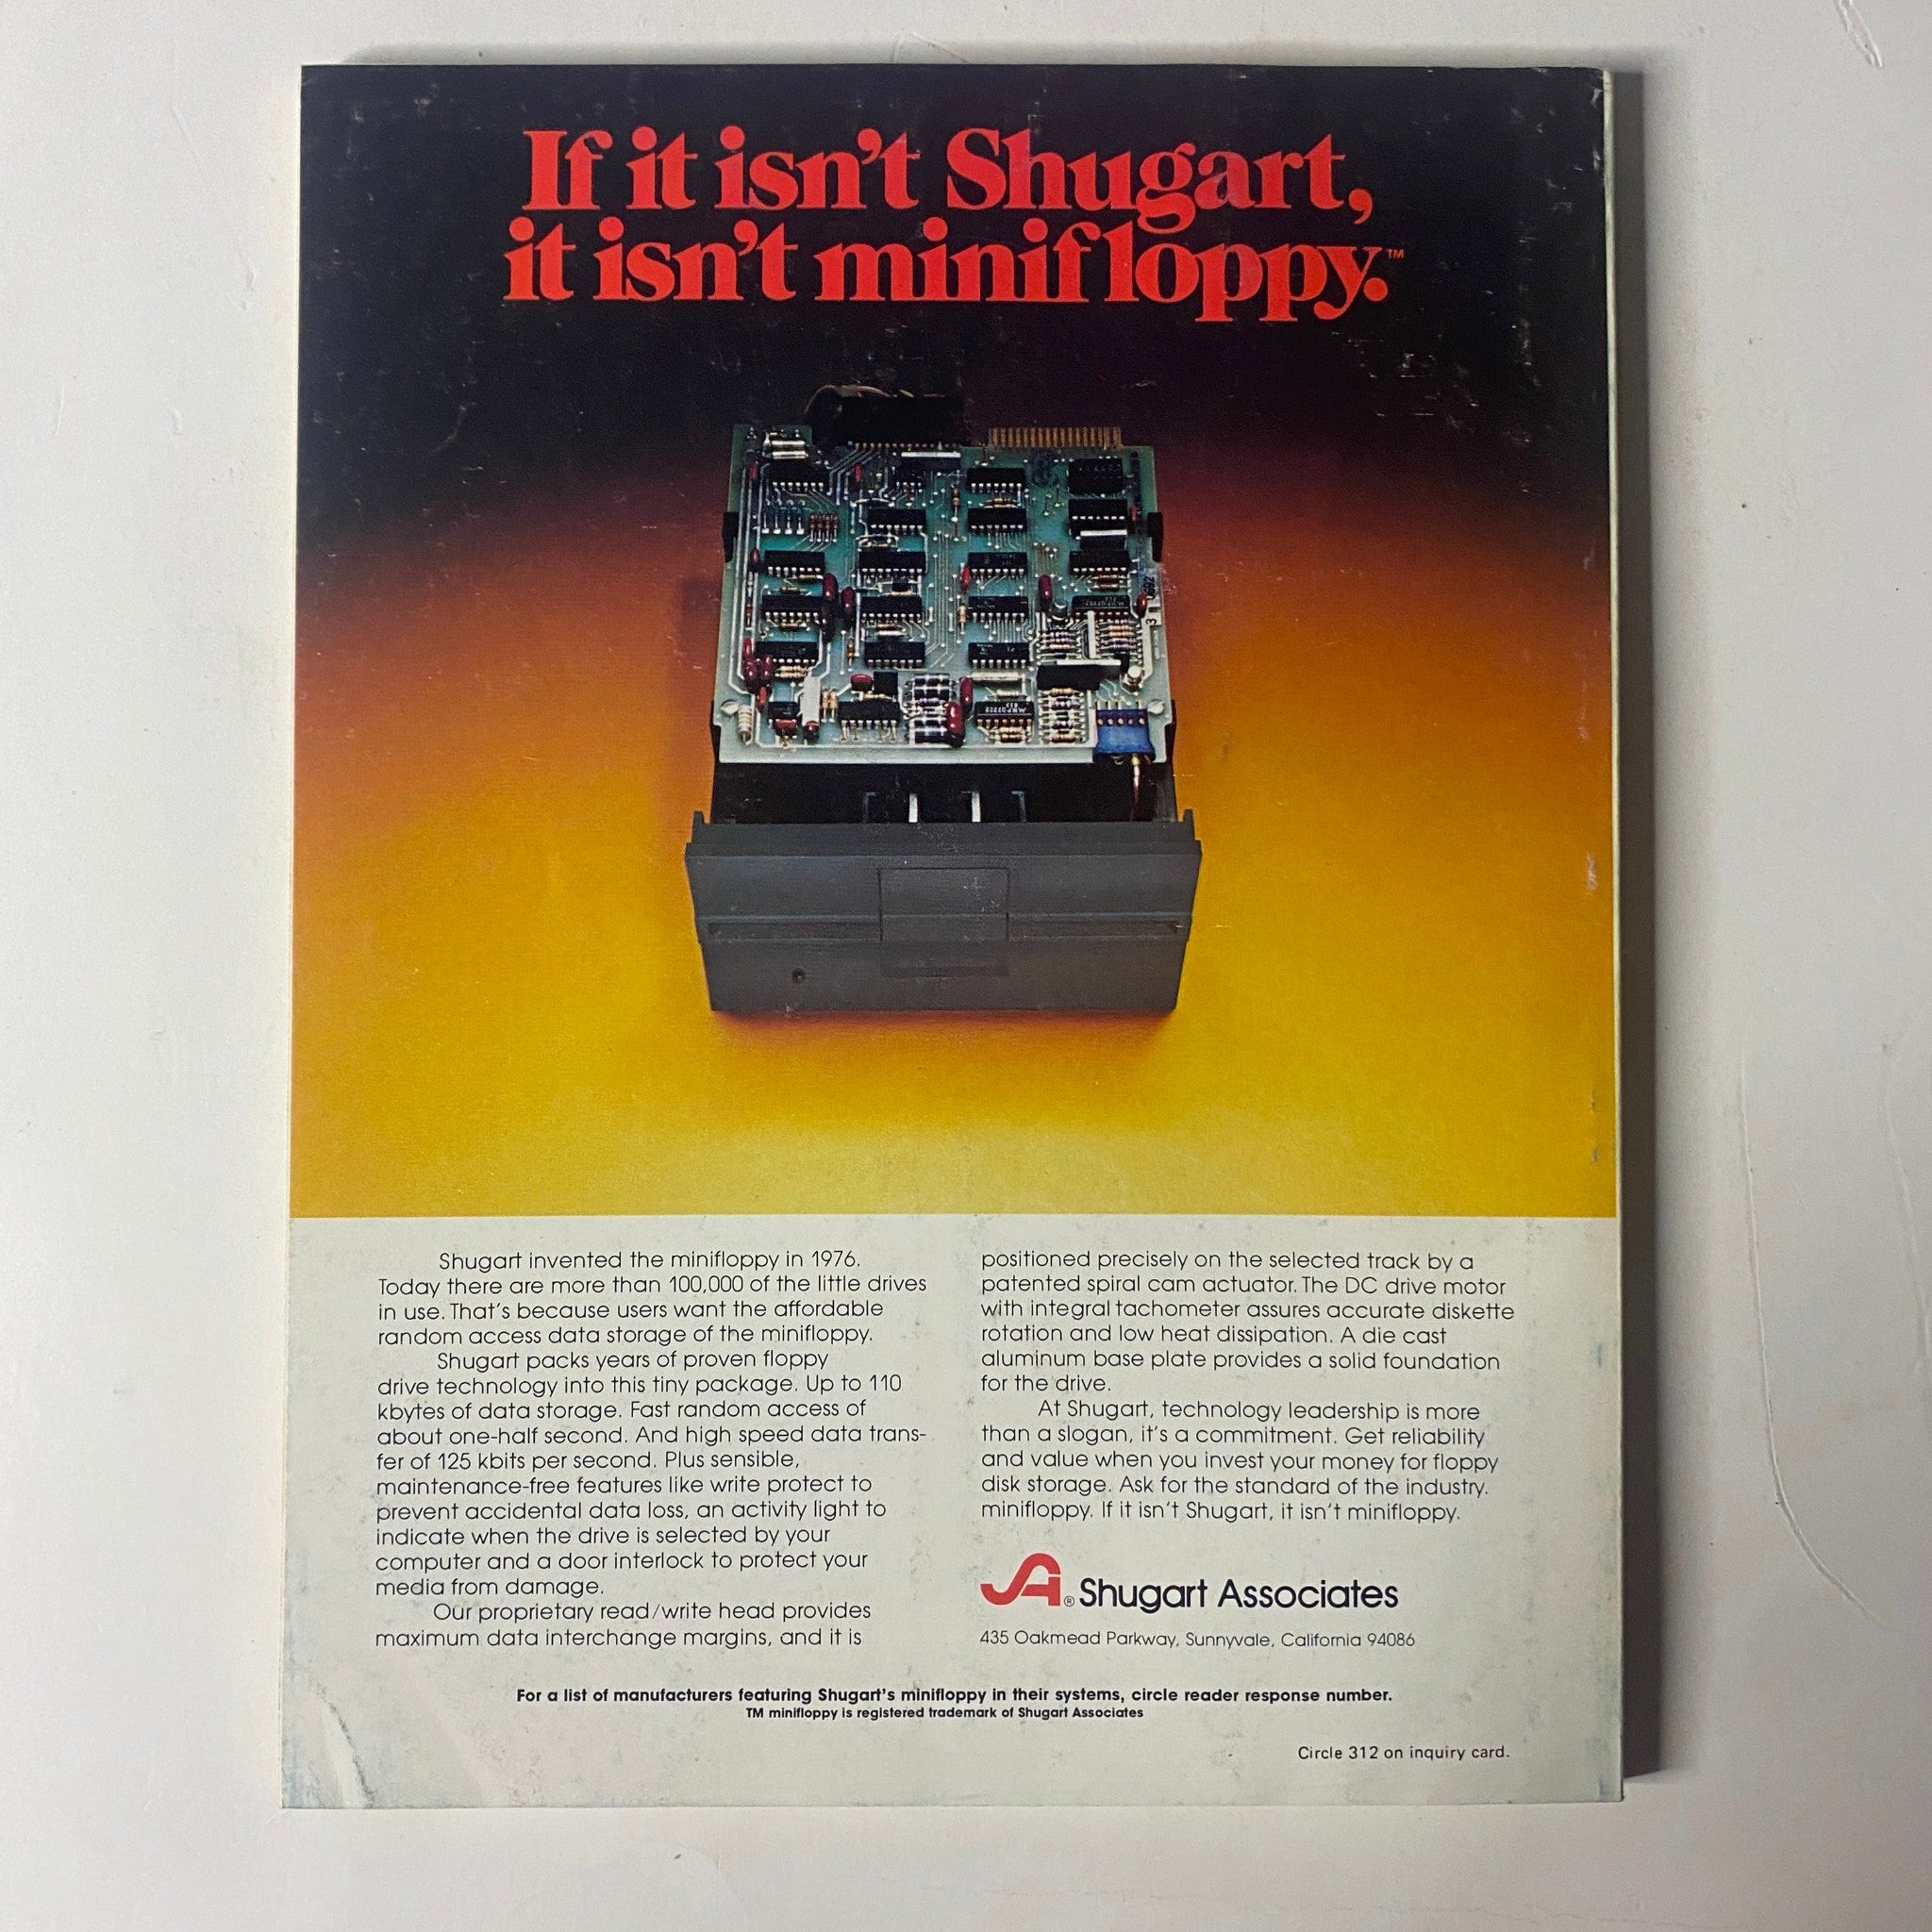 If it isn't Shugart,
it isn't minifloppy.™
Shugart invented the minifloppy in 1976.
Today there are more than 100,000 of the little drives
in use. That's because users want the affordable
random access data storage of the minifloppy.
Shugart packs years of proven floppy
drive technology into this tiny package. Up to 110
kbytes of data storage. Fast random access of
about one-half second. And high speed data trans-
fer of 125 kbits per second. Plus sensible,
maintenance-free features like write protect to
prevent accidental data loss, an activity light to
indicate when the drive is selected by your
computer and a door interlock to protect your
media from damage.
Our proprietary read/write head provides
maximum data interchange margins, and it is
positioned precisely on the selected track by a
patented spiral cam actuator. The DC drive motor
with integral tachometer assures accurate diskette
rotation and low heat dissipation. A die cast
aluminum base plate provides a solid foundation
for the drive.
At Shugart, technology leadership is more
than a slogan, it's a commitment. Get reliability
and value when you invest your money for floppy
disk storage. Ask for the standard of the industry.
minifloppy. If it isn't Shugart, it isn't minifloppy.
® Shugart Associates
435 Oakmead Parkway, Sunnyvale, California 94086
For a list of manufacturers featuring Shugart's minifloppy in their systems, circle reader response number.
TM minifloppy is registered trademark of Shugart Associates
Circle 312 on inquiry card.